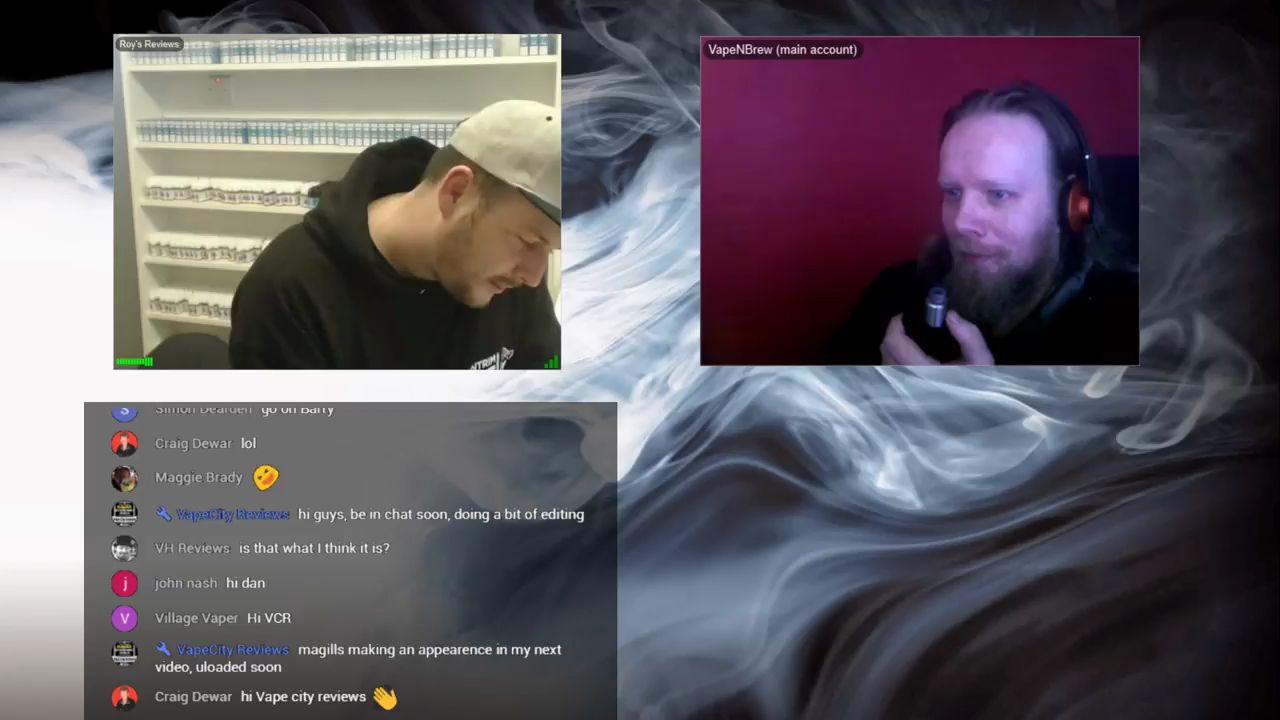 Roy's Reviews
VapeNBrew (main account)
NTRIM
S Simon Dearden go on Barry
Craig Dewar lol
Maggie Brady 🤣
VapeCity Reviews hi guys, be in chat soon, doing a bit of editing
VH Reviews is that what I think it is?
j john nash hi dan
V Village Vaper Hi VCR
VapeCity Reviews magills making an appearence in my next
video, uloaded soon
Craig Dewar hi Vape city reviews 👋